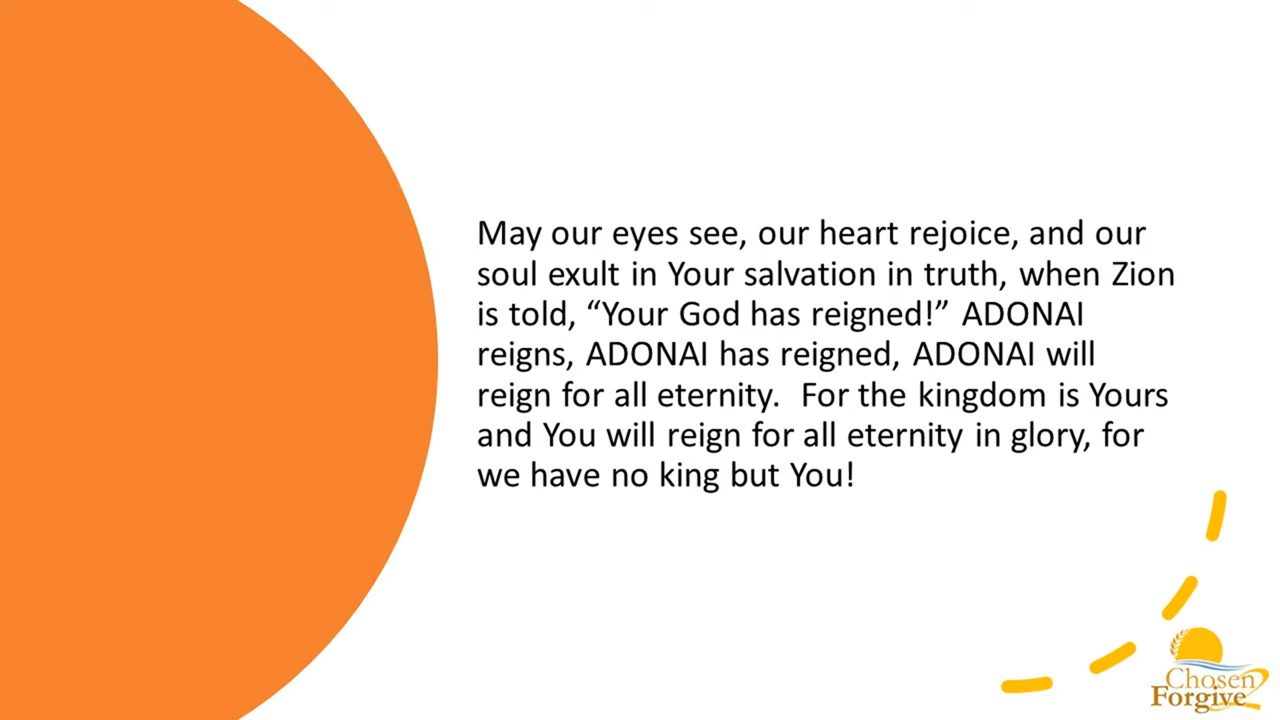 May our eyes see, our heart rejoice, and our
soul exult in Your salvation in truth, when Zion
is told, “Your God has reigned!” ADONAI
reigns, ADONAI has reigned, ADONAI will
reign for all eternity.  For the kingdom is Yours
and You will reign for all eternity in glory, for
we have no king but You!
Chosen 2
Forgive